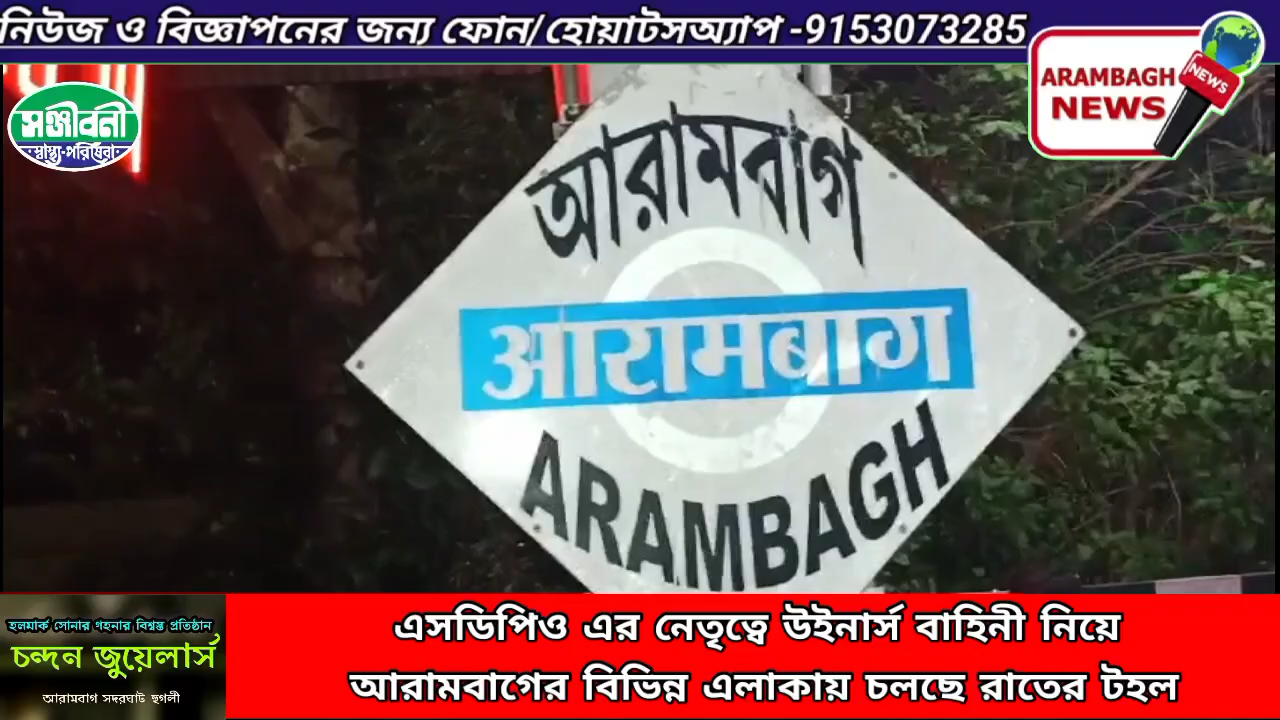 নিউজ ও বিজ্ঞাপনের জন্য ফোন/হোয়াটসঅ্যাপ -9153073285
ARAMBAGH
NEWS
NEWS
সঞ্জীবনী
স্বাস্থ্য-পরিষেবা
আরামবাগ
आरामबाग
ARAMBAGH
হলমার্ক সোনার গহনার বিশ্বস্ত প্রতিষ্ঠান
চন্দন জুয়েলার্স
আরামবাগ সদরঘাট হুগলী
এসডিপিও এর নেতৃত্বে উইনার্স বাহিনী নিয়ে
আরামবাগের বিভিন্ন এলাকায় চলছে রাতের টহল